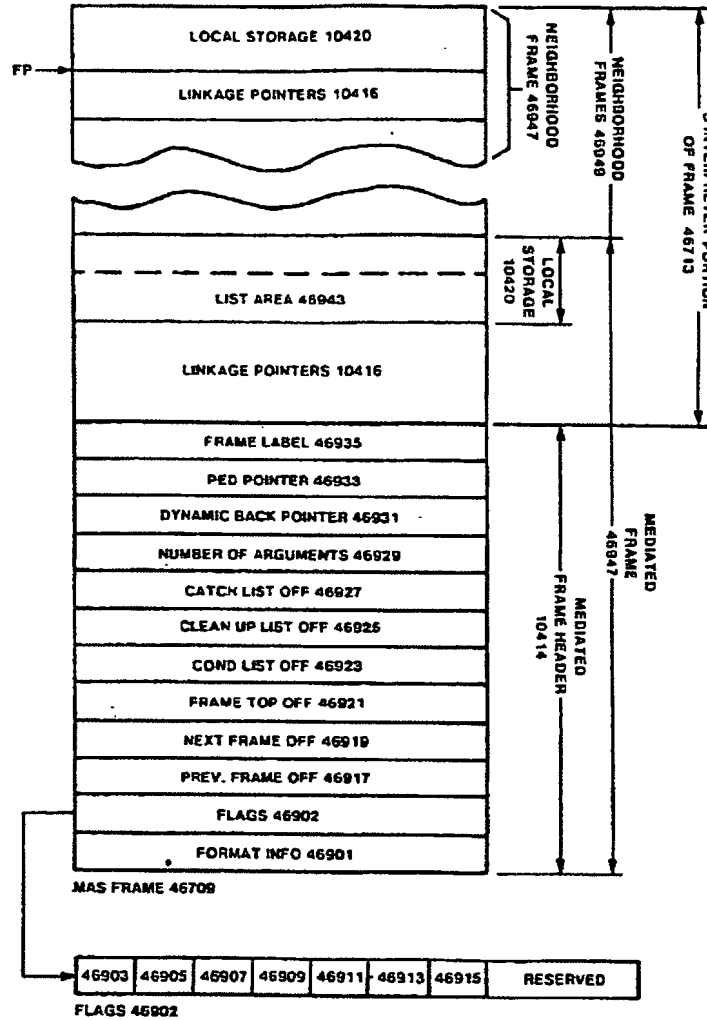 LOCAL STORAGE 10420
FP
LINKAGE POINTERS 10416
NEIGHBORHOOD
FRAME 46947
NEIGHBORHOOD
FRAMES 46949
OF FRAME 46713
LOCAL
STORAGE
10420
LIST AREA 46943
LINKAGE POINTERS 10416
FRAME LABEL 46935
PED POINTER 46933
DYNAMIC BACK POINTER 46931
NUMBER OF ARGUMENTS 46929
CATCH LIST OFF 46927
CLEAN UP LIST OFF 46925
COND LIST OFF 46923
FRAME TOP OFF 46921
NEXT FRAME OFF 46919
PREV. FRAME OFF 46917
FLAGS 46902
FORMAT INFO 46901
MEDIATED
FRAME HEADER
10414
MEDIATED
FRAME
46947
MAS FRAME 46709
46903 46905 46907 46909 46911 46913 46915 RESERVED
FLAGS 46902